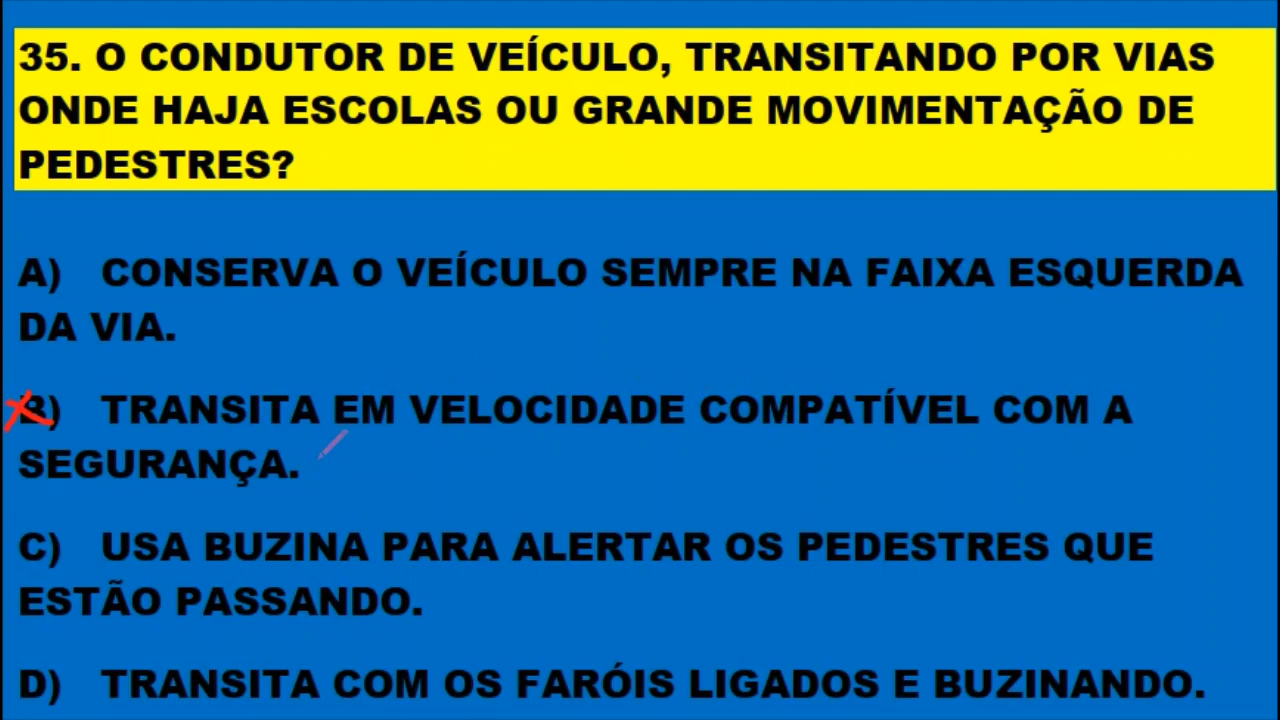 35. O CONDUTOR DE VEÍCULO, TRANSITANDO POR VIAS
ONDE HAJA ESCOLAS OU GRANDE MOVIMENTAÇÃO DE
PEDESTRES?
A) CONSERVA O VEÍCULO SEMPRE NA FAIXA ESQUERDA
DA VIA.
B) TRANSITA EM VELOCIDADE COMPATÍVEL COM A
SEGURANÇA.
C) USA BUZINA PARA ALERTAR OS PEDESTRES QUE
ESTÃO PASSANDO.
D) TRANSITA COM OS FARÓIS LIGADOS E BUZINANDO.